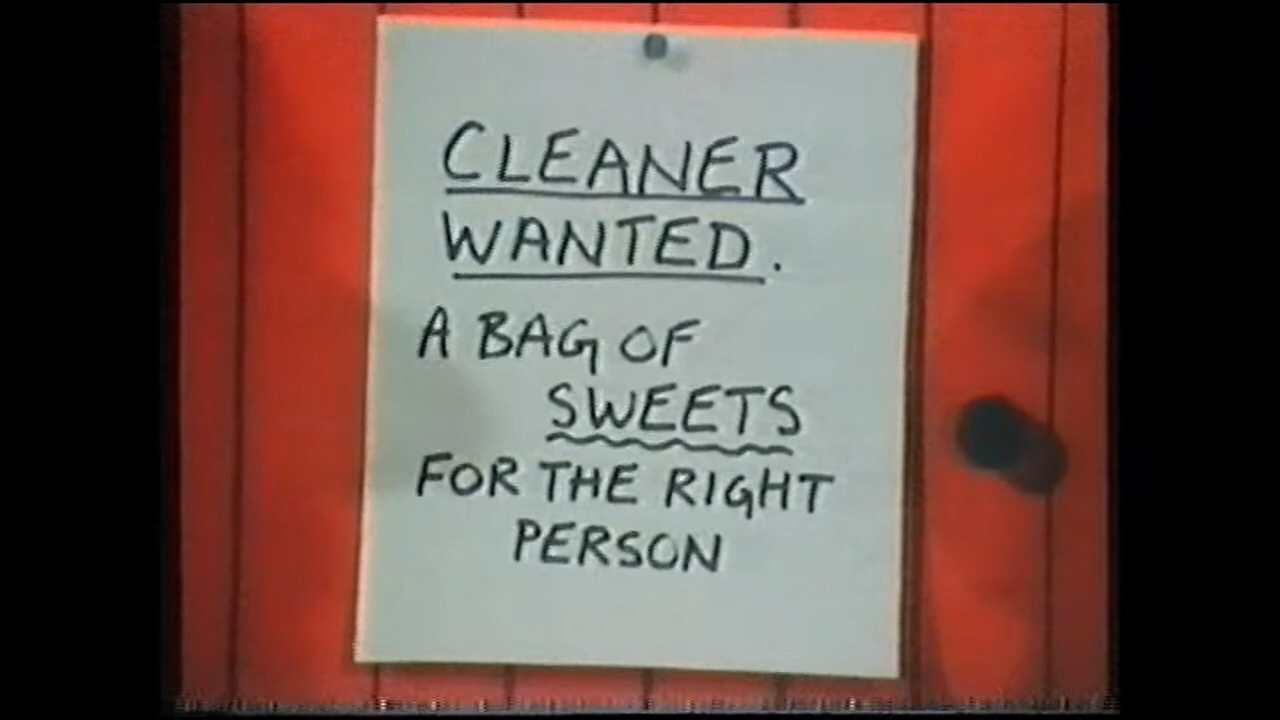 CLEANER
WANTED.
A BAG OF
SWEETS
FOR THE RIGHT
PERSON